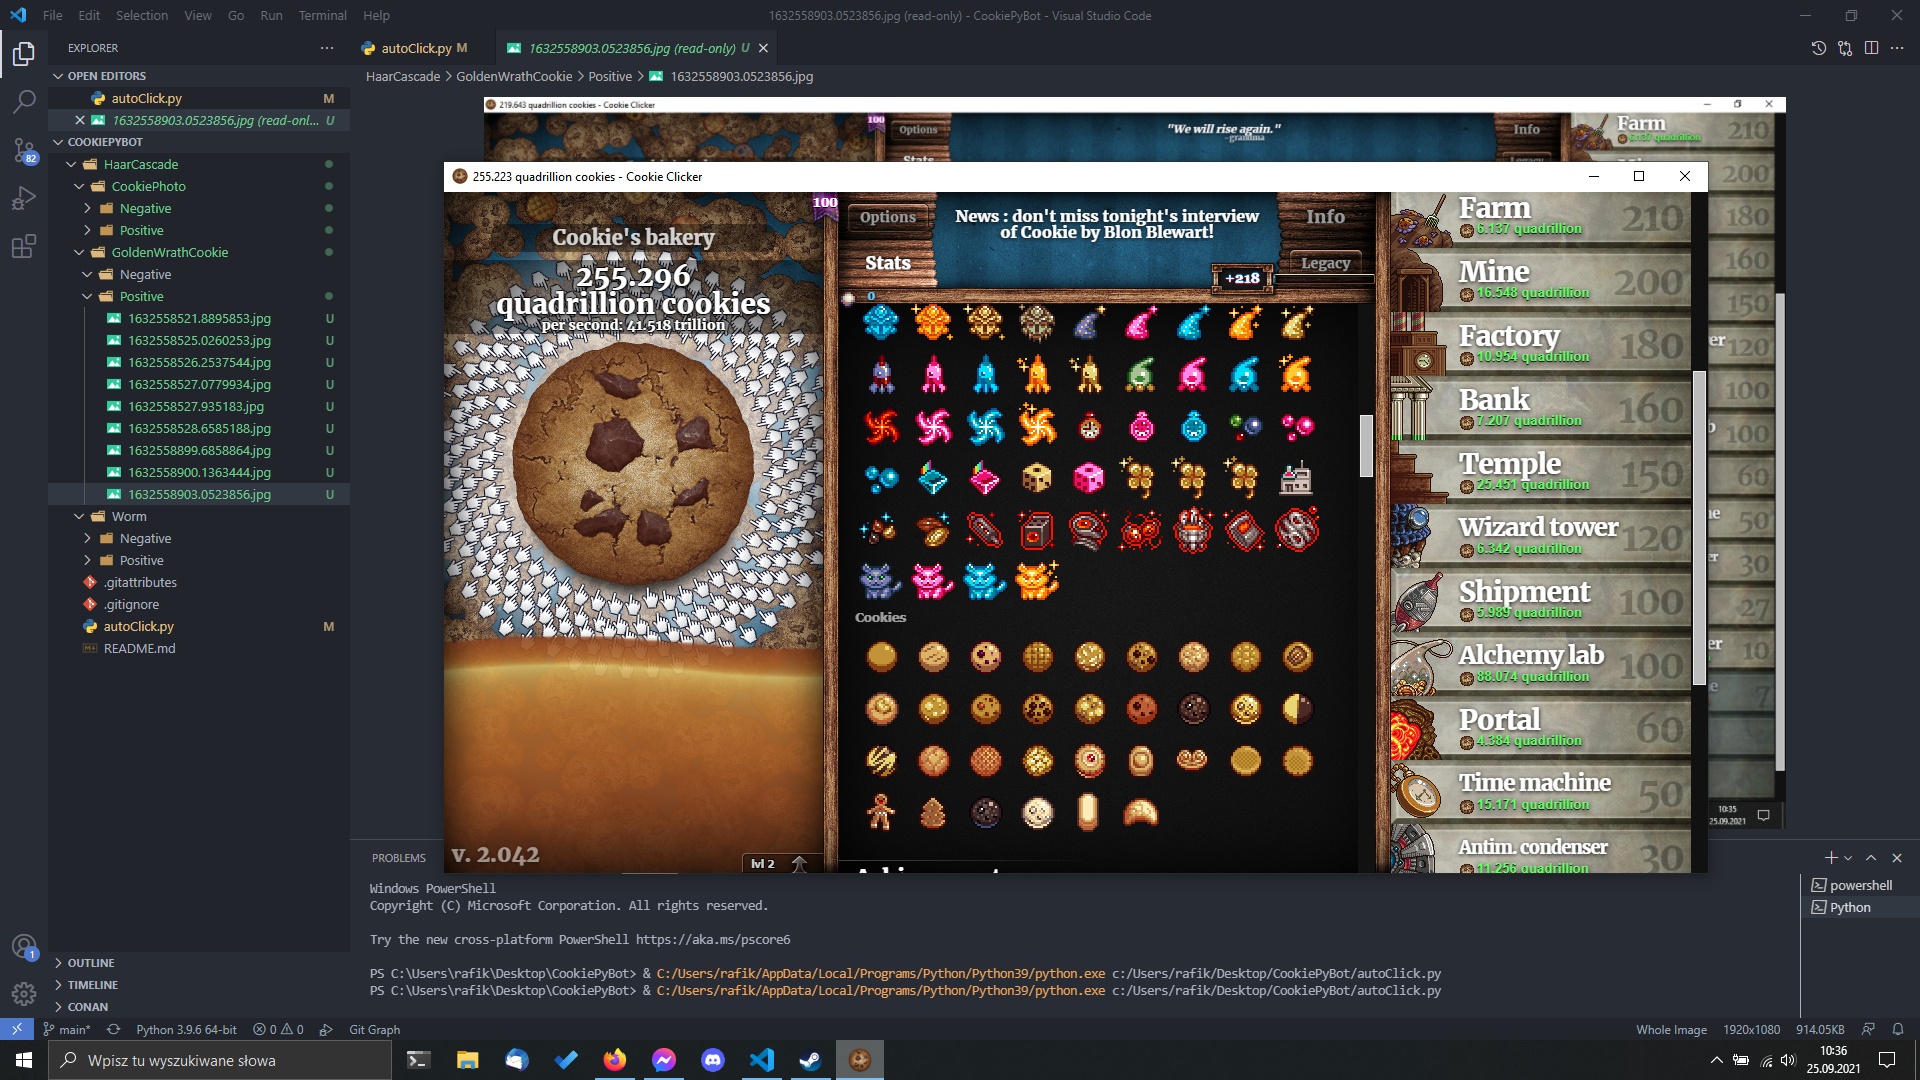 File Edit Selection View Go Run Terminal Help
1632558903.0523856.jpg (read-only) - CookiePyBot - Visual Studio Code
EXPLORER
OPEN EDITORS
autoClick.py M
1632558903.0523856.jpg (read-onl... U
COOKIEPYBOT
HaarCascade
CookiePhoto
Negative
Positive
GoldenWrathCookie
Negative
Positive
1632558521.8895853.jpg U
1632558525.0260253.jpg U
1632558526.2537544.jpg U
1632558527.0779934.jpg U
1632558527.935183.jpg U
1632558528.6585188.jpg U
1632558899.6858864.jpg U
1632558900.1363444.jpg U
1632558903.0523856.jpg U
Worm
Negative
Positive
.gitattributes
.gitignore
autoClick.py M
README.md
OUTLINE
TIMELINE
CONAN
82
1
autoClick.py M
1632558903.0523856.jpg (read-only) U
HaarCascade > GoldenWrathCookie > Positive > 1632558903.0523856.jpg
219.643 quadrillion cookies - Cookie Clicker
100
Options
"We will rise again."
-grandma
Info
Farm 210
6.137 quadrillion
200
180
160
150
120
100
100
60
50
30
27
10
7
10:35
25.09.2021
255.223 quadrillion cookies - Cookie Clicker
100
Cookie's bakery
255.296
quadrillion cookies
per second: 41.518 trillion
v. 2.042
lvl 2
Options
Stats
News : don't miss tonight's interview
of Cookie by Blon Blewart!
Info
Legacy
+218
0
Cookies
Farm 210
6.137 quadrillion
Mine 200
16.548 quadrillion
Factory 180
10.954 quadrillion
Bank 160
7.207 quadrillion
Temple 150
25.451 quadrillion
Wizard tower 120
6.342 quadrillion
Shipment 100
5.989 quadrillion
Alchemy lab 100
88.074 quadrillion
Portal 60
4.384 quadrillion
Time machine 50
15.171 quadrillion
Antim. condenser 30
11.256 quadrillion
PROBLEMS
Windows PowerShell
Copyright (C) Microsoft Corporation. All rights reserved.
Try the new cross-platform PowerShell https://aka.ms/pscore6
PS C:\Users\rafik\Desktop\CookiePyBot> & C:/Users/rafik/AppData/Local/Programs/Python/Python39/python.exe c:/Users/rafik/Desktop/CookiePyBot/autoClick.py
PS C:\Users\rafik\Desktop\CookiePyBot> & C:/Users/rafik/AppData/Local/Programs/Python/Python39/python.exe c:/Users/rafik/Desktop/CookiePyBot/autoClick.py
powershell
Python
main* Python 3.9.6 64-bit 0 0 Git Graph
Whole Image 1920x1080 914.05KB
Wpisz tu wyszukiwane słowa
10:36
25.09.2021